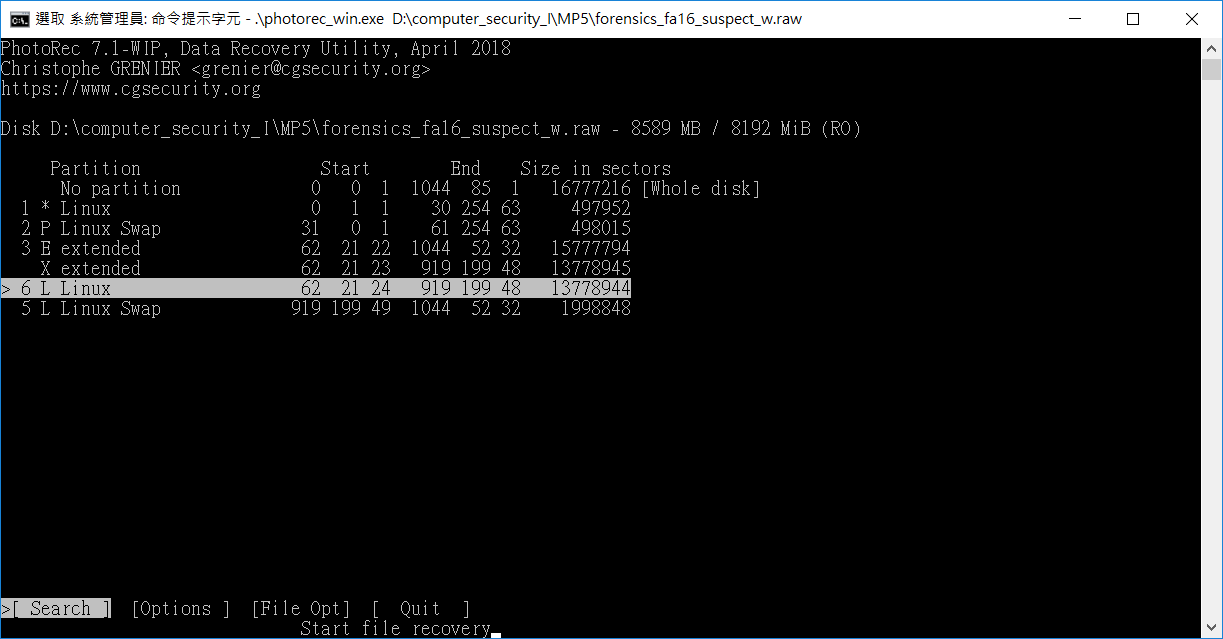 選取 系統管理員: 命令提示字元 - .\photorec_win.exe  D:\computer_security_I\MP5\forensics_fa16_suspect_w.raw
PhotoRec 7.1-WIP, Data Recovery Utility, April 2018
Christophe GRENIER <grenier@cgsecurity.org>
https://www.cgsecurity.org
Disk D:\computer_security_I\MP5\forensics_fa16_suspect_w.raw - 8589 MB / 8192 MiB (RO)
     Partition                  Start        End    Size in sectors
      No partition             0   0  1  1044  85  1   16777216 [Whole disk]
  1 * Linux                    0   1  1    30 254 63     497952
  2 P Linux Swap              31   0  1    61 254 63     498015
  3 E extended                62  21 22  1044  52 32   15777794
    X extended                62  21 23   919 199 48   13778945
> 6 L Linux                   62  21 24   919 199 48   13778944
  5 L Linux Swap             919 199 49  1044  52 32    1998848
>[ Search ]  [Options ]  [File Opt]  [  Quit  ]
                              Start file recovery